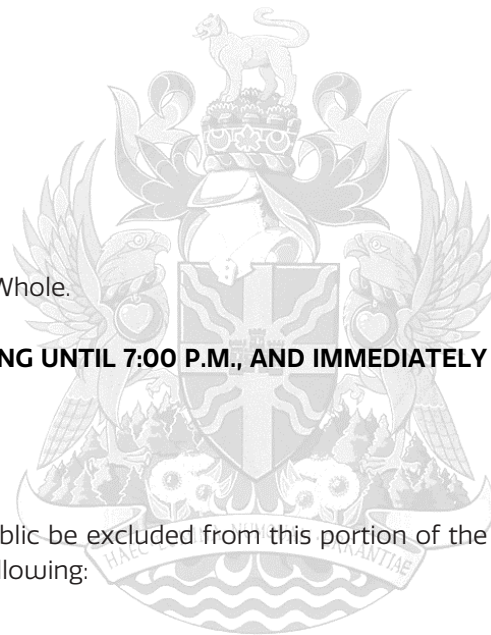 Whole.
NG UNTIL 7:00 P.M., AND IMMEDIATELY
blic be excluded from this portion of the
llowing:
HAEC